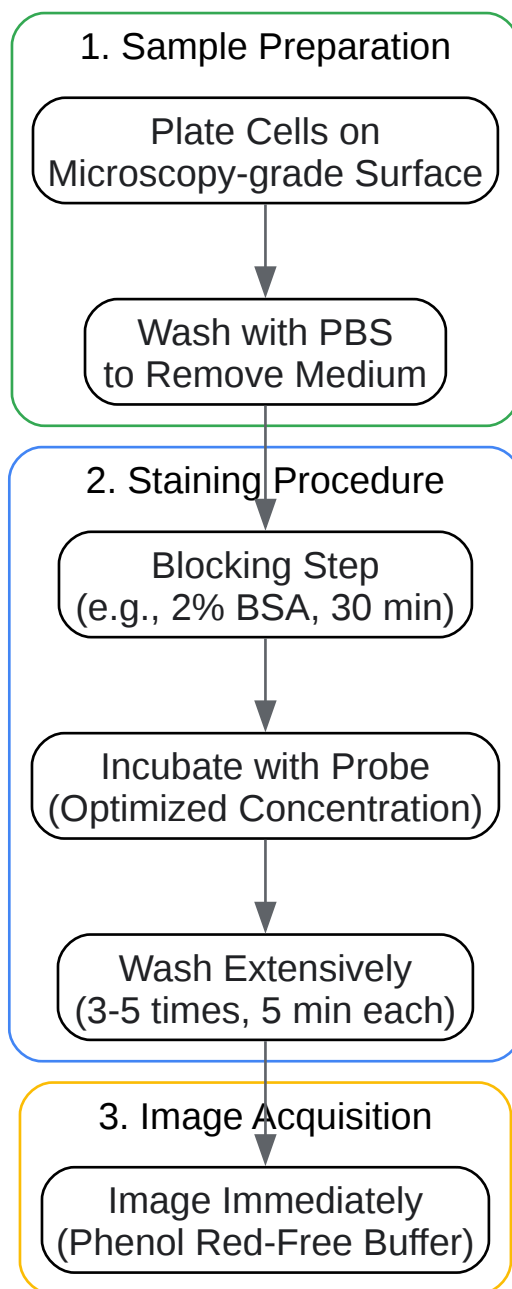 1. Sample Preparation
Plate Cells on
Microscopy-grade Surface
Wash with PBS
to Remove Medium
2. Staining Procedure
Blocking Step
(e.g., 2% BSA, 30 min)
Incubate with Probe
(Optimized Concentration)
Wash Extensively
(3-5 times, 5 min each)
3. Image Acquisition
Image Immediately
(Phenol Red-Free Buffer)